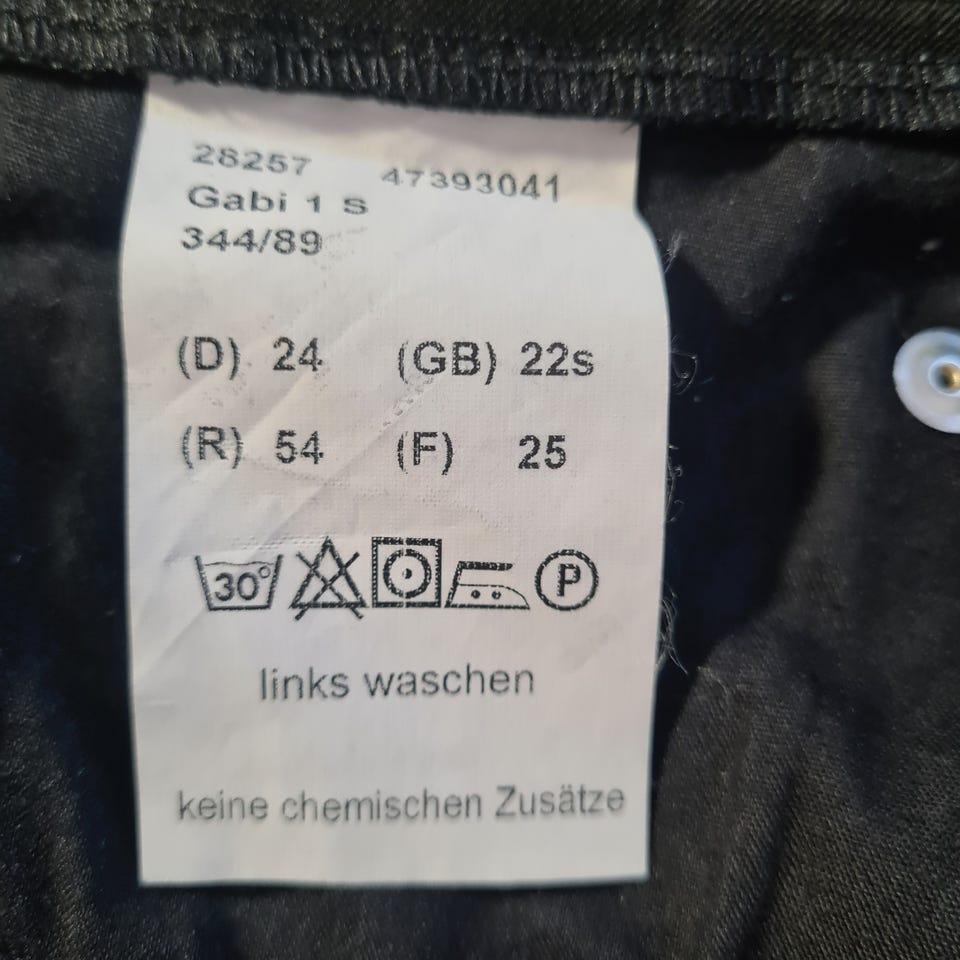 28257 47393041
Gabi 1 s
344/89
(D) 24 (GB) 22s
(R) 54 (F) 25
30° P
links waschen
keine chemischen Zusätze